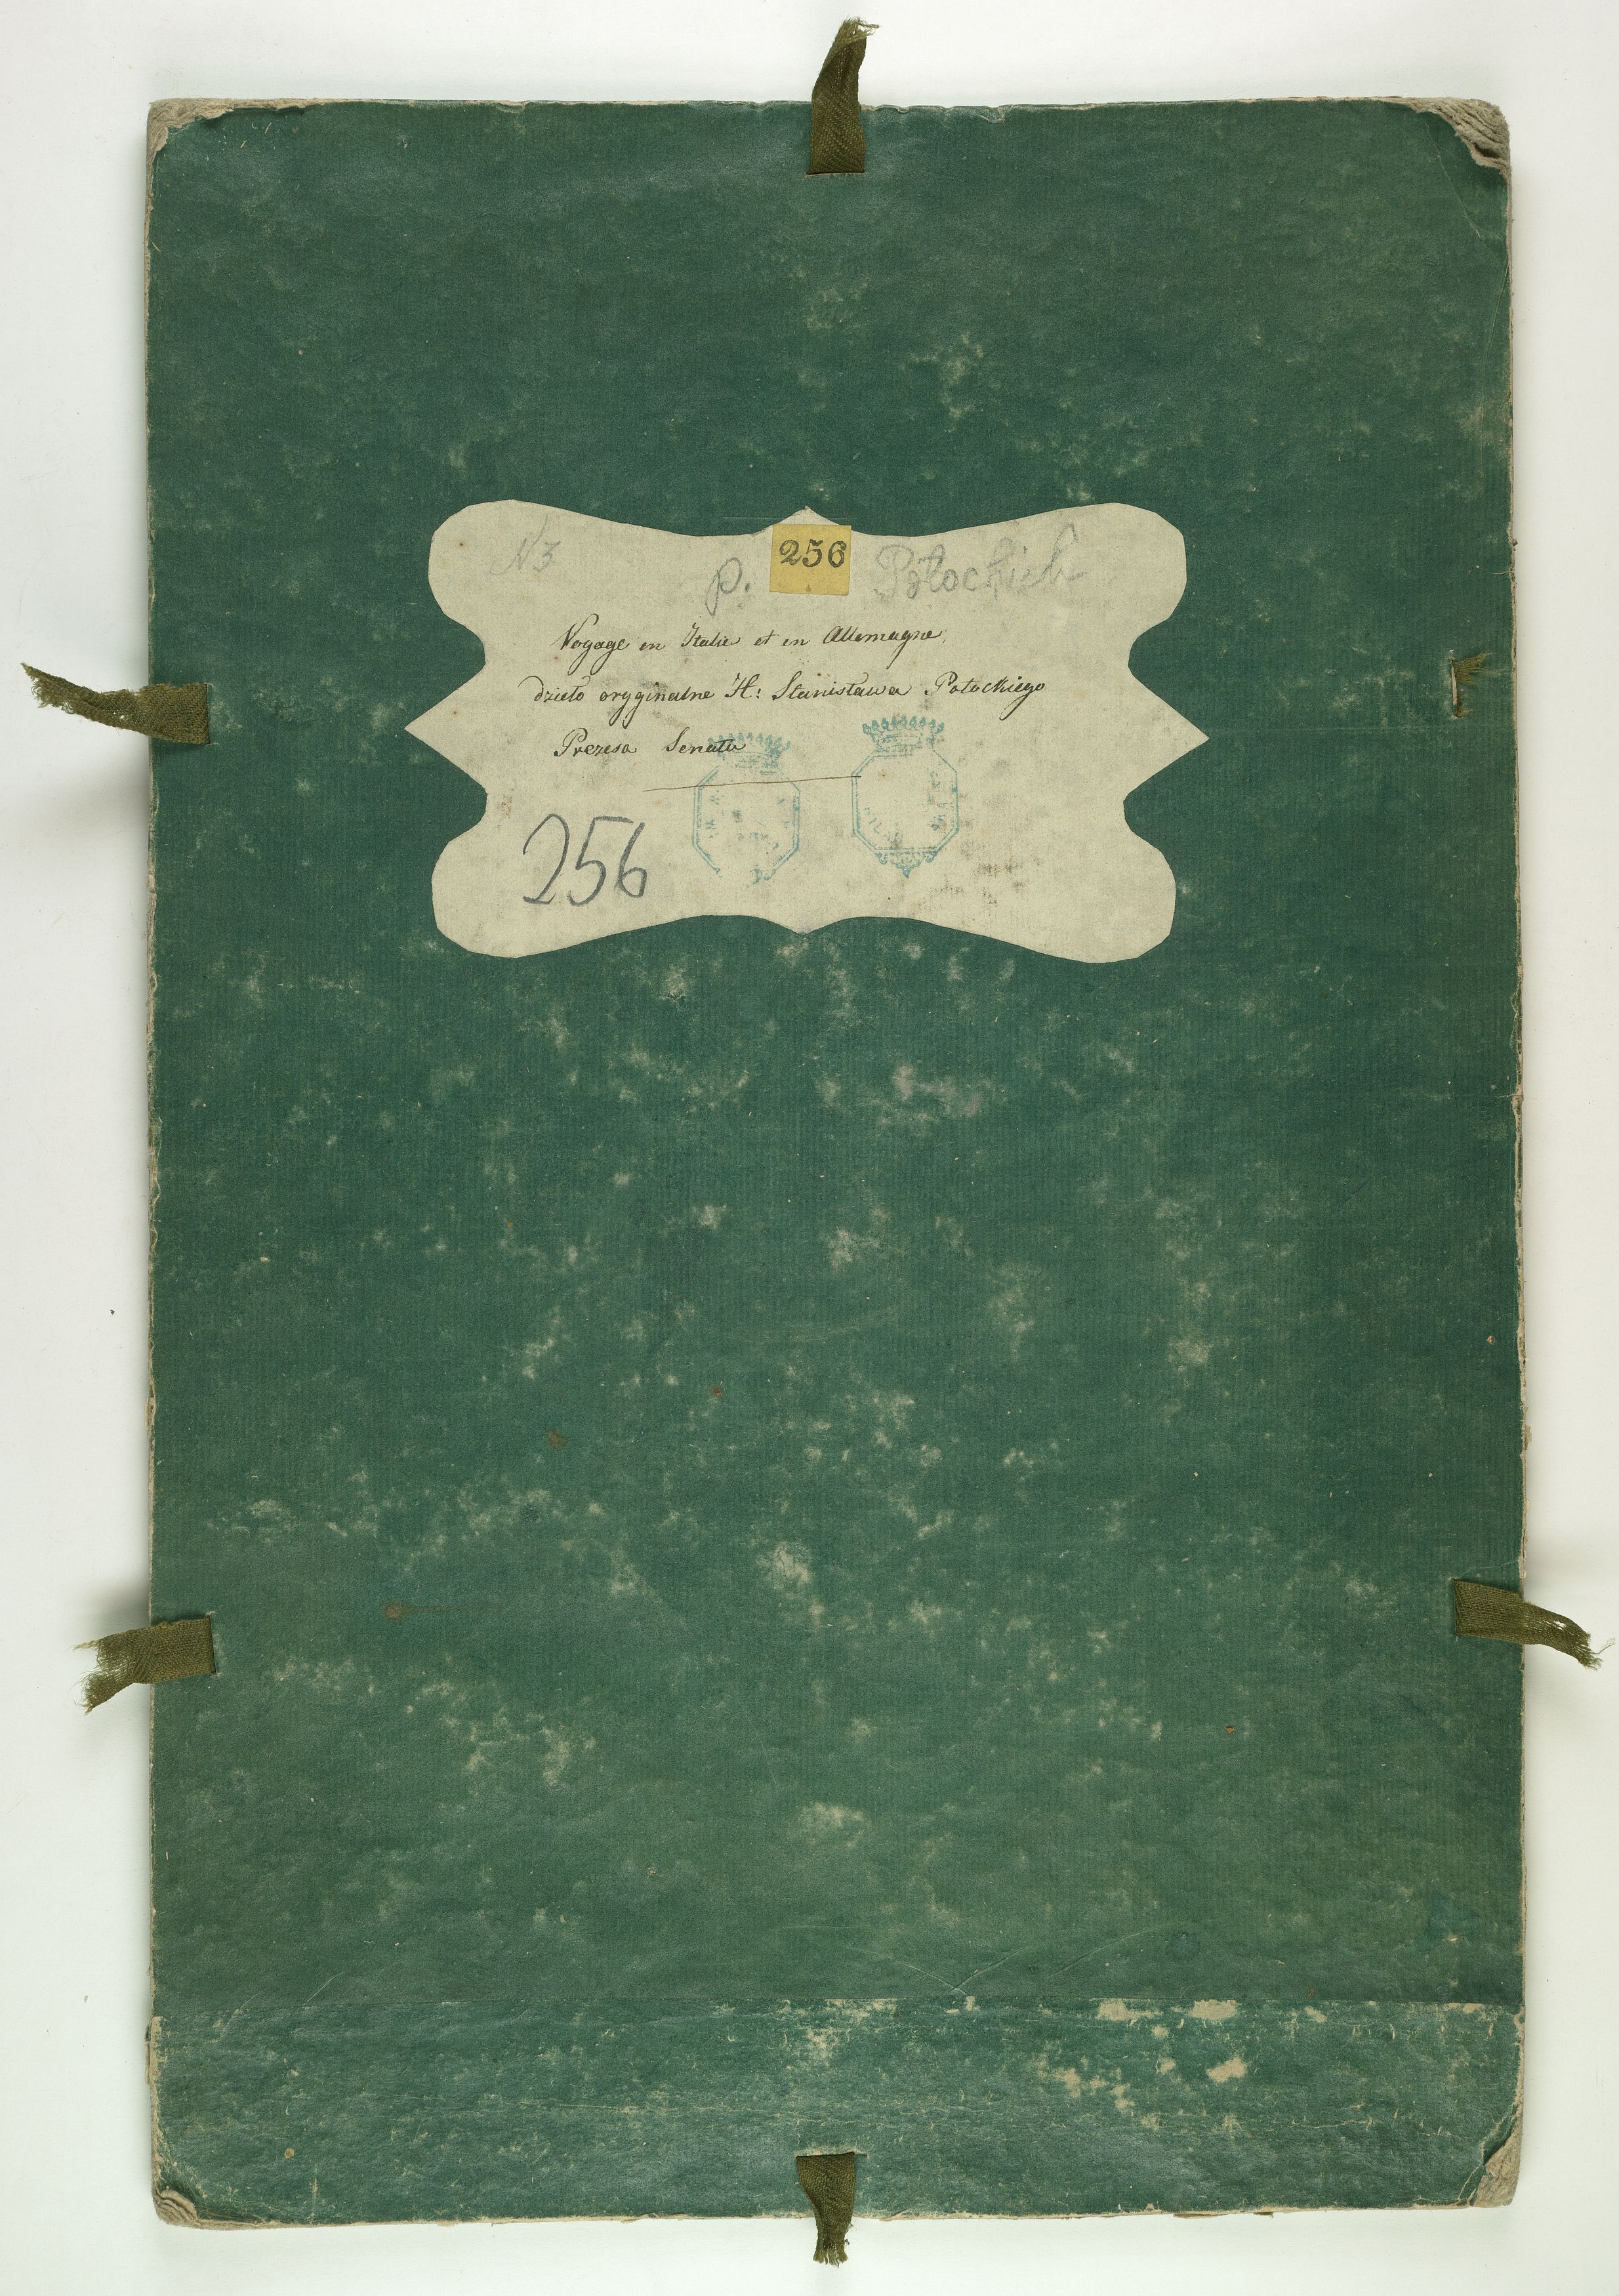 N3
p. 256 Potockich
Voyage en Italie et en Allemagne,
dzieło oryginalne H: Stanisława Potockiego
Prezesa Senatu
256